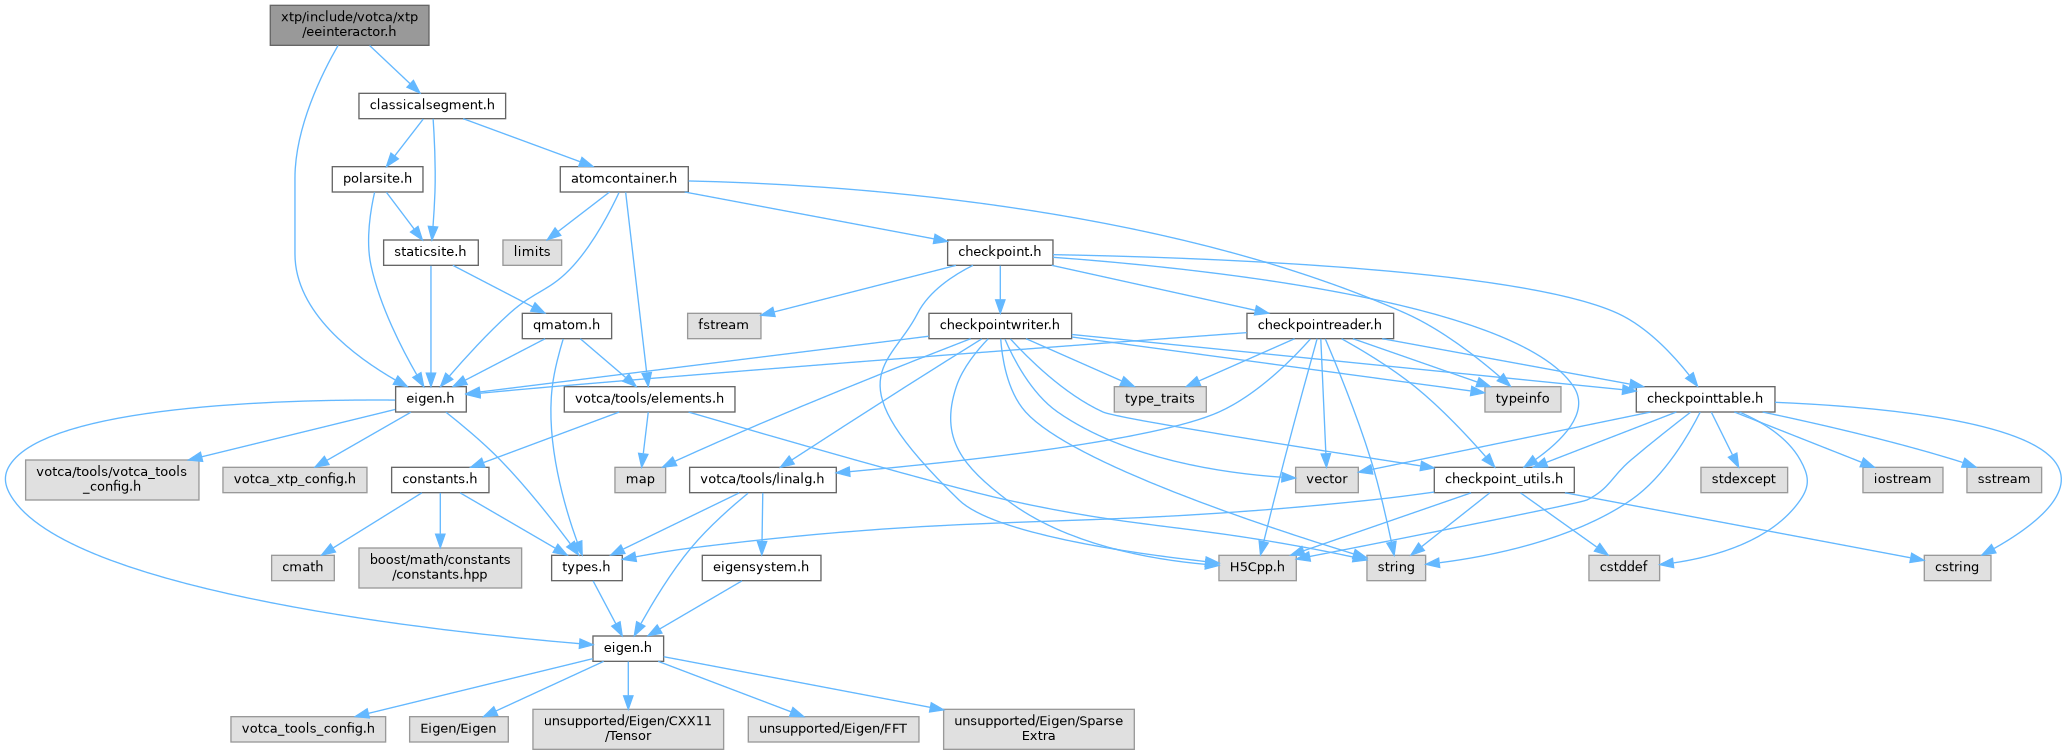 xtp/include/votca/xtp
/eeinteractor.h
classicalsegment.h
polarsite.h
atomcontainer.h
staticsite.h
limits
checkpoint.h
qmatom.h
fstream
checkpointwriter.h
checkpointreader.h
eigen.h
votca/tools/elements.h
type_traits
typeinfo
checkpointtable.h
votca/tools/votca_tools
_config.h
votca_xtp_config.h
constants.h
map
votca/tools/linalg.h
vector
checkpoint_utils.h
stdexcept
iostream
sstream
cmath
boost/math/constants
/constants.hpp
types.h
eigensystem.h
H5Cpp.h
string
cstddef
cstring
eigen.h
votca_tools_config.h
Eigen/Eigen
unsupported/Eigen/CXX11
/Tensor
unsupported/Eigen/FFT
unsupported/Eigen/Sparse
Extra